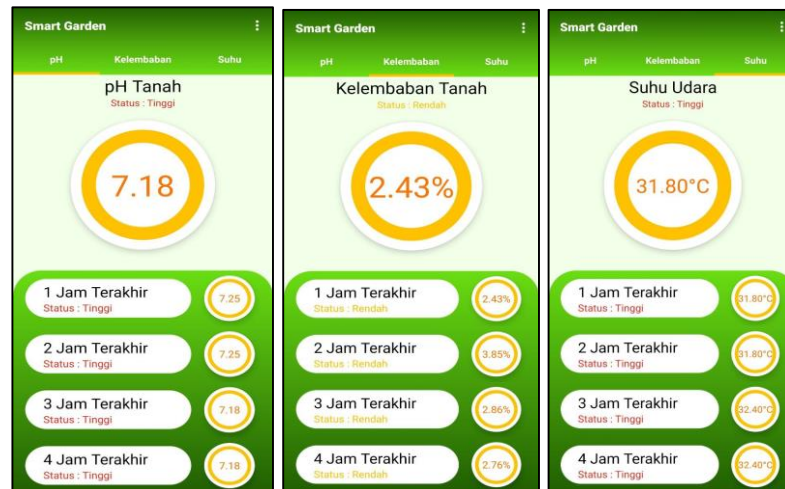 Smart Garden
pH Kelembaban Suhu
pH Tanah
Status : Tinggi
7.18
1 Jam Terakhir
Status : Tinggi
7.25
2 Jam Terakhir
Status : Tinggi
7.25
3 Jam Terakhir
Status : Tinggi
7.18
4 Jam Terakhir
Status : Tinggi
7.18
Smart Garden
pH Kelembaban Suhu
Kelembaban Tanah
Status : Rendah
2.43%
1 Jam Terakhir
Status : Rendah
2.43%
2 Jam Terakhir
Status : Rendah
3.85%
3 Jam Terakhir
Status : Rendah
2.86%
4 Jam Terakhir
Status : Rendah
2.76%
Smart Garden
pH Kelembaban Suhu
Suhu Udara
Status : Tinggi
31.80°C
1 Jam Terakhir
Status : Tinggi
31.80°C
2 Jam Terakhir
Status : Tinggi
31.80°C
3 Jam Terakhir
Status : Tinggi
32.40°C
4 Jam Terakhir
Status : Tinggi
32.40°C